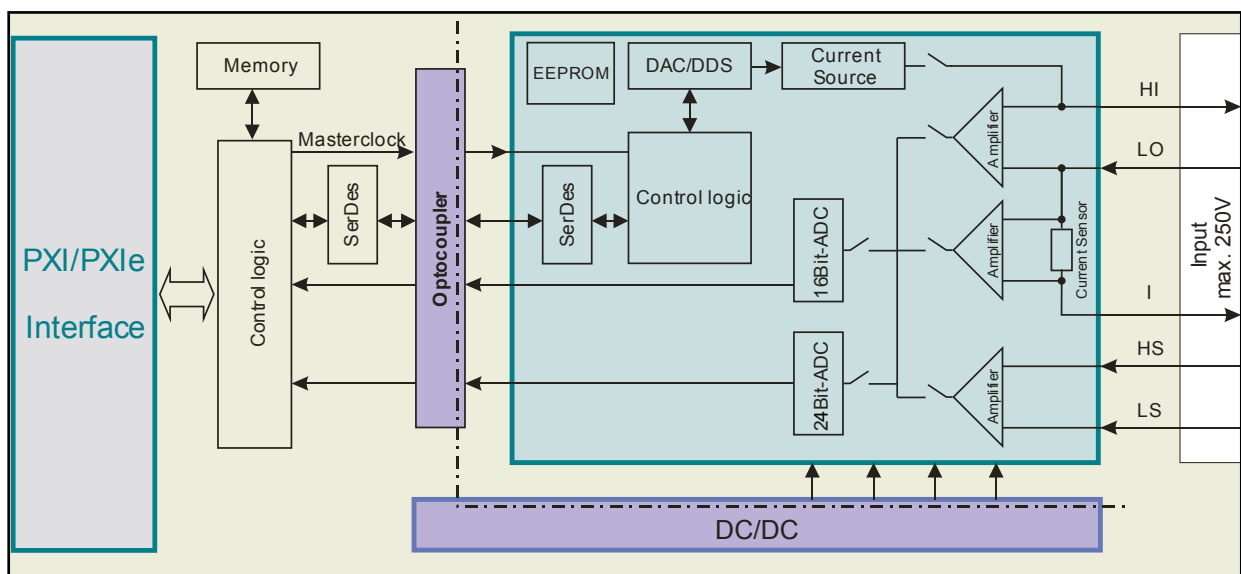 PXI/PXIe
Interface
Memory
Control logic
Masterclock
SerDes
Optocoupler
EEPROM
DAC/DDS
Current
Source
SerDes
Control logic
16Bit-ADC
24Bit-ADC
Amplifier
Amplifier
Amplifier
Current Sensor
HI
LO
I
HS
LS
Input
max. 250V
DC/DC